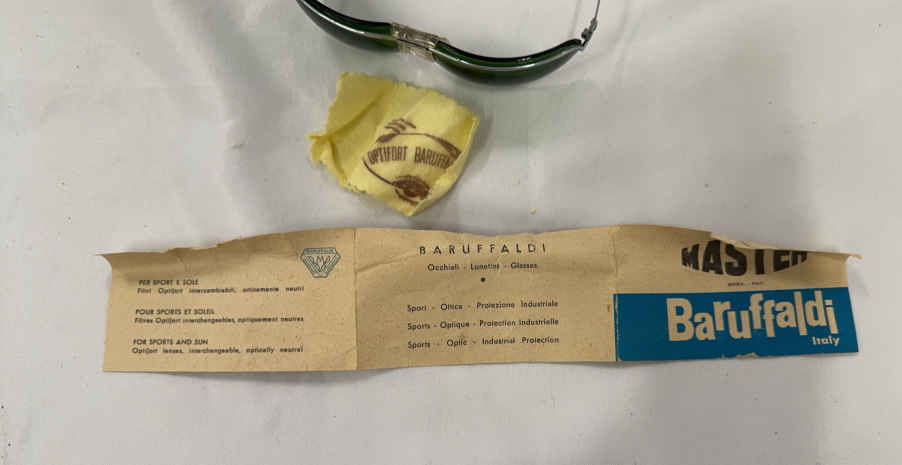 OPTIFORT BARUFFA
BARUFFALDI
M
PER SPORT E SOLE
Filtri Optifort intercambiabili, otticamente neutri
POUR SPORTS ET SOLEIL
Filtres Optifort interchangeables, optiquement neutres
FOR SPORTS AND SUN
Optifort lenses, interchangeable, optically neutral
BARUFFALDI
Occhiali - Lunettes - Glasses
Sport - Ottica - Protezione Industriale
Sports - Optique - Protection Industrielle
Sports - Optic - Industrial Protection
MASTER
Baruffaldi
Italy